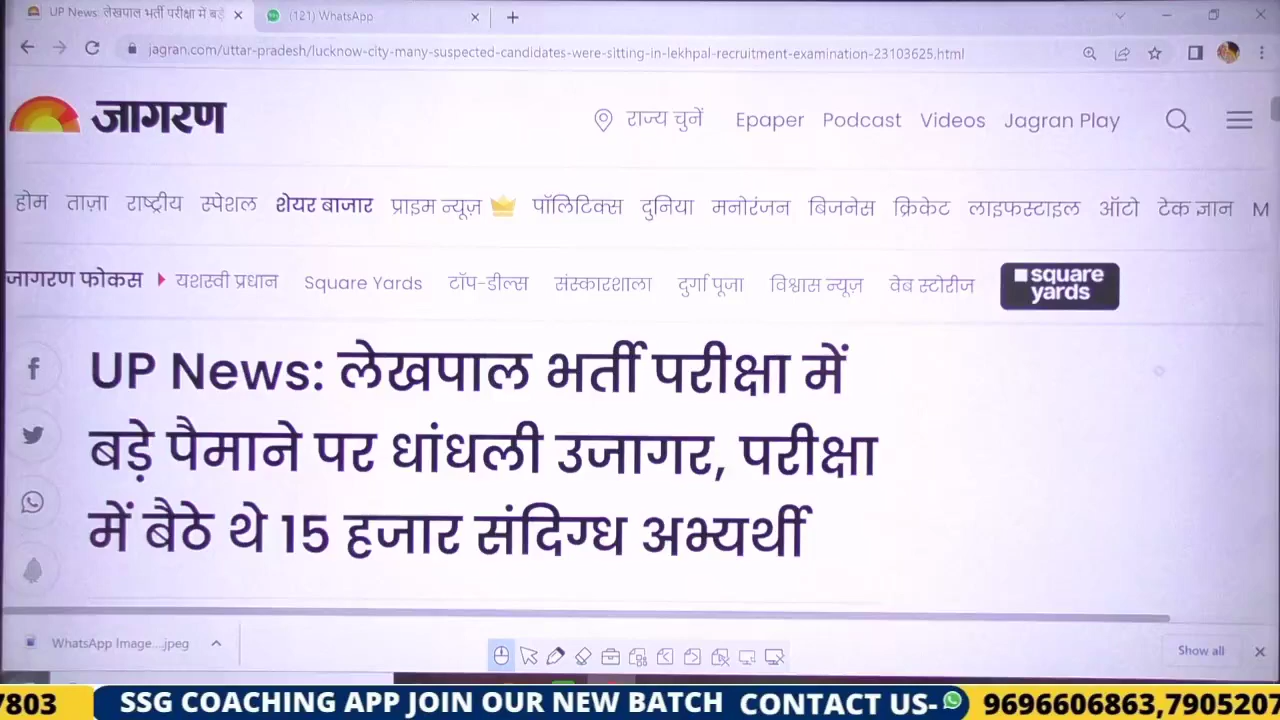 UP News: लेखपाल भर्ती परीक्षा में बड़े
(121) WhatsApp
jagran.com/uttar-pradesh/lucknow-city-many-suspected-candidates-were-sitting-in-lekhpal-recruitment-examination-23103625.html
जागरण
राज्य चुनें Epaper Podcast Videos Jagran Play
होम ताज़ा राष्ट्रीय स्पेशल शेयर बाजार प्राइम न्यूज़ पॉलिटिक्स दुनिया मनोरंजन बिजनेस क्रिकेट लाइफस्टाइल ऑटो टेक ज्ञान M
जागरण फोकस यशस्वी प्रधान Square Yards टॉप-डील्स संस्कारशाला दुर्गा पूजा विश्वास न्यूज़ वेब स्टोरीज
square
yards
UP News: लेखपाल भर्ती परीक्षा में
बड़े पैमाने पर धांधली उजागर, परीक्षा
में बैठे थे 15 हजार संदिग्ध अभ्यर्थी
WhatsApp Image....jpeg
Show all
7803 SSG COACHING APP JOIN OUR NEW BATCH CONTACT US- 9696606863,7905207